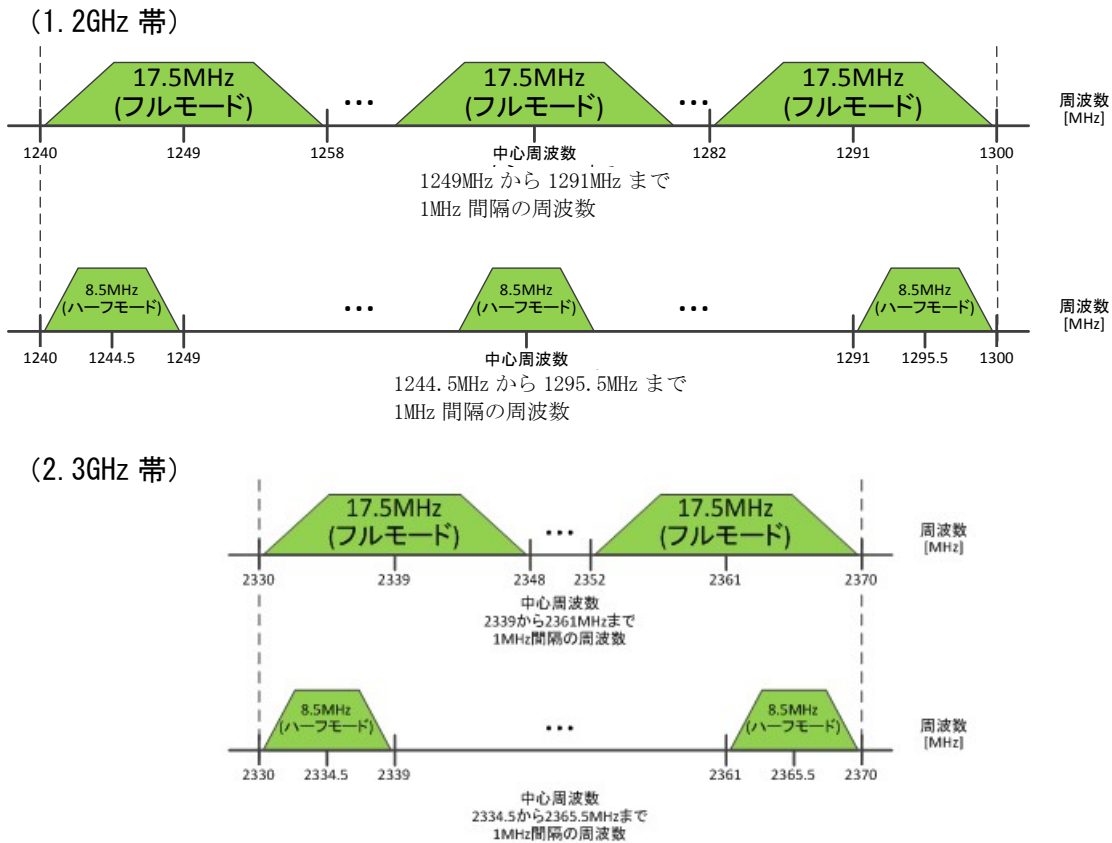 （1.2GHz 帯）
17.5MHz
(フルモード)
…
17.5MHz
(フルモード)
…
17.5MHz
(フルモード)
周波数
[MHz]
1240
1249
1258
中心周波数
1282
1291
1300
1249MHz から 1291MHz まで
1MHz 間隔の周波数
8.5MHz
(ハーフモード)
…
8.5MHz
(ハーフモード)
…
8.5MHz
(ハーフモード)
周波数
[MHz]
1240
1244.5
1249
中心周波数
1291
1295.5
1300
1244.5MHz から 1295.5MHz まで
1MHz 間隔の周波数
（2.3GHz 帯）
17.5MHz
(フルモード)
…
17.5MHz
(フルモード)
周波数
[MHz]
2330
2339
2348
2352
2361
2370
中心周波数
2339から2361MHzまで
1MHz間隔の周波数
8.5MHz
(ハーフモード)
…
8.5MHz
(ハーフモード)
周波数
[MHz]
2330
2334.5
2339
2361
2365.5
2370
中心周波数
2334.5から2365.5MHzまで
1MHz間隔の周波数